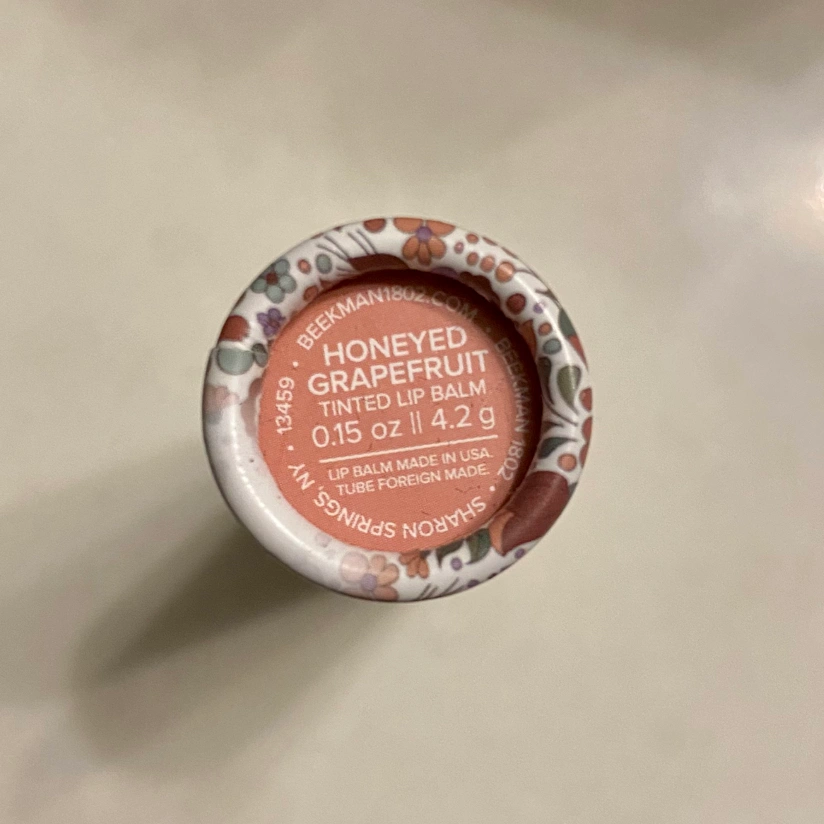 HONEYED
GRAPEFRUIT
TINTED LIP BALM
0.15 oz || 4.2 g
LIP BALM MADE IN USA.
TUBE FOREIGN MADE.
BEEKMAN1802.COM • BEEKMAN 1802 • SHARON SPRINGS, NY • 13459 •